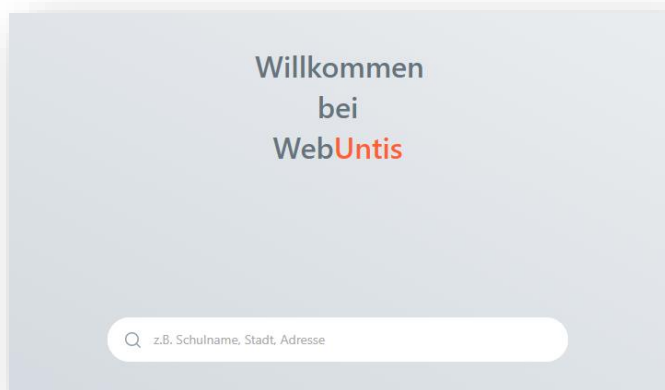 Willkommen
bei
WebUntis
z.B. Schulname, Stadt, Adresse